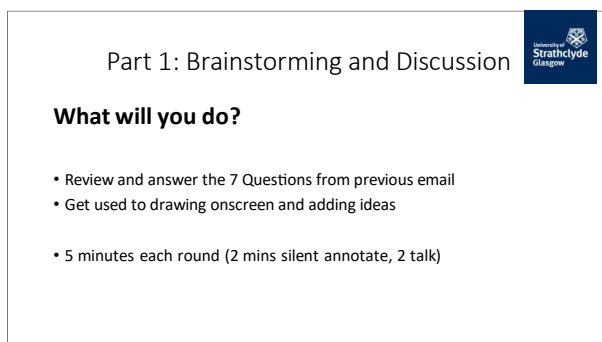 Part 1: Brainstorming and Discussion
University of
Strathclyde
Glasgow
What will you do?
• Review and answer the 7 Questions from previous email
• Get used to drawing onscreen and adding ideas
• 5 minutes each round (2 mins silent annotate, 2 talk)